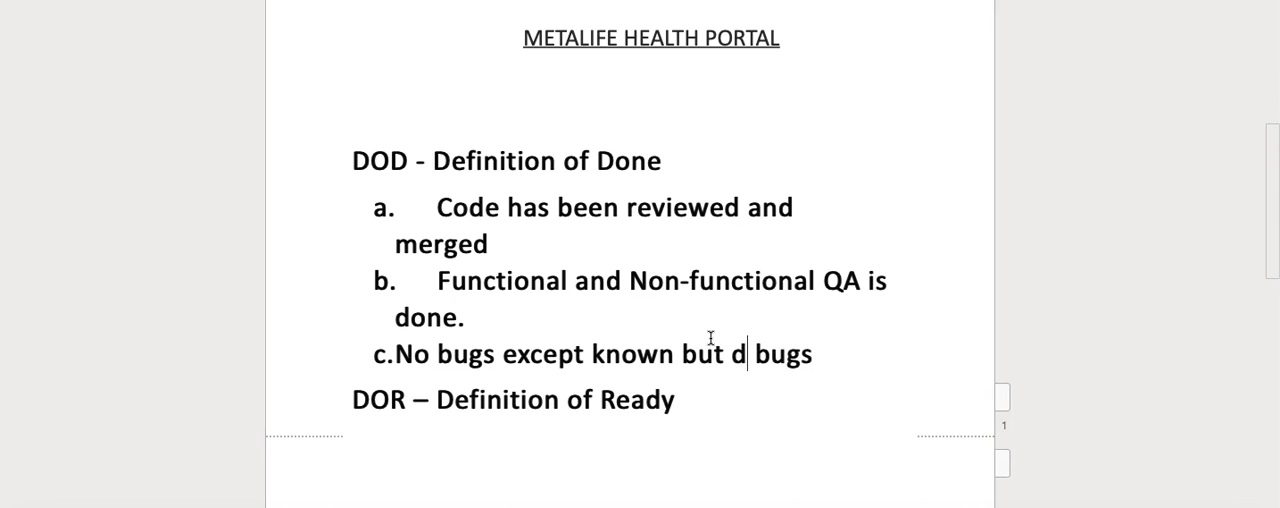 METALIFE HEALTH PORTAL
DOD - Definition of Done
a. Code has been reviewed and
merged
b. Functional and Non-functional QA is
done.
c.No bugs except known but d bugs
DOR – Definition of Ready
1